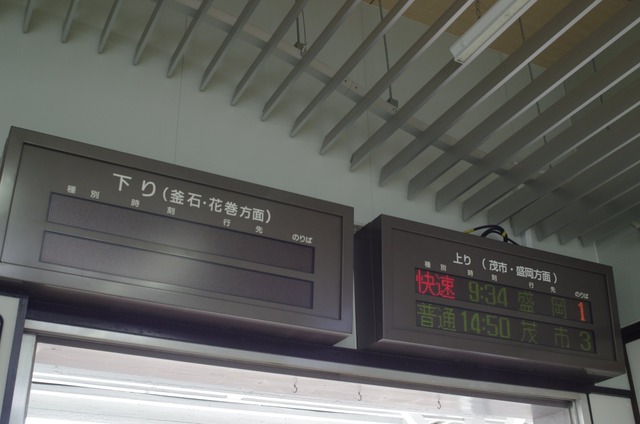 下り(釜石・花巻方面)
種別 時刻 行先 のりば
上り (茂市・盛岡方面)
種別 時刻 行先 のりば
快速 9:34 盛岡 1
普通 14:50 茂市 3